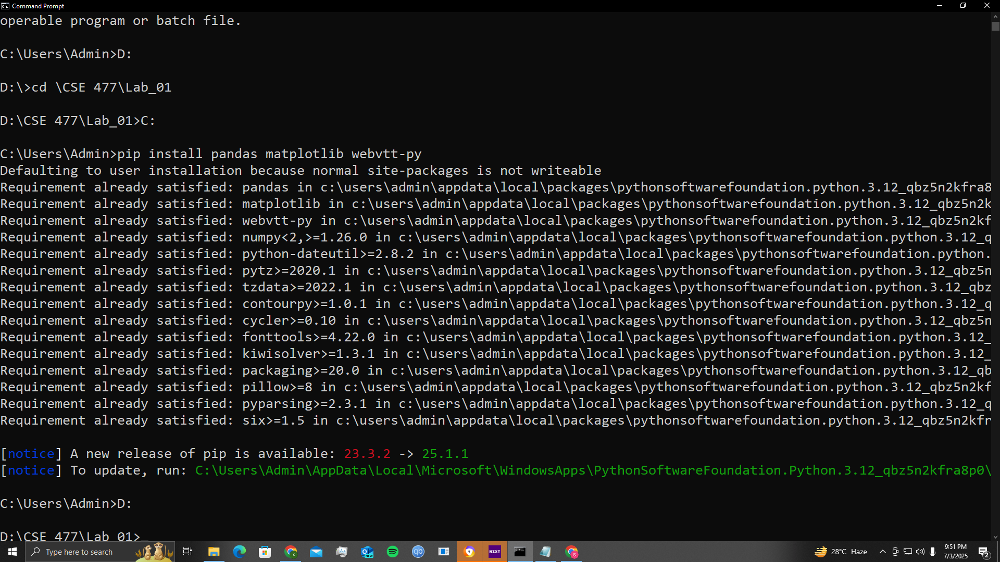 Command Prompt
operable program or batch file.
C:\Users\Admin>D:
D:\>cd \CSE 477\Lab_01
D:\CSE 477\Lab_01>C:
C:\Users\Admin>pip install pandas matplotlib webvtt-py
Defaulting to user installation because normal site-packages is not writeable
Requirement already satisfied: pandas in c:\users\admin\appdata\local\packages\pythonsoftwarefoundation.python.3.12_qbz5n2kfra8
Requirement already satisfied: matplotlib in c:\users\admin\appdata\local\packages\pythonsoftwarefoundation.python.3.12_qbz5n2k
Requirement already satisfied: webvtt-py in c:\users\admin\appdata\local\packages\pythonsoftwarefoundation.python.3.12_qbz5n2kf
Requirement already satisfied: numpy<2,>=1.26.0 in c:\users\admin\appdata\local\packages\pythonsoftwarefoundation.python.3.12_q
Requirement already satisfied: python-dateutil>=2.8.2 in c:\users\admin\appdata\local\packages\pythonsoftwarefoundation.python.
Requirement already satisfied: pytz>=2020.1 in c:\users\admin\appdata\local\packages\pythonsoftwarefoundation.python.3.12_qbz5n
Requirement already satisfied: tzdata>=2022.1 in c:\users\admin\appdata\local\packages\pythonsoftwarefoundation.python.3.12_qbz
Requirement already satisfied: contourpy>=1.0.1 in c:\users\admin\appdata\local\packages\pythonsoftwarefoundation.python.3.12_q
Requirement already satisfied: cycler>=0.10 in c:\users\admin\appdata\local\packages\pythonsoftwarefoundation.python.3.12_qbz5n
Requirement already satisfied: fonttools>=4.22.0 in c:\users\admin\appdata\local\packages\pythonsoftwarefoundation.python.3.12_
Requirement already satisfied: kiwisolver>=1.3.1 in c:\users\admin\appdata\local\packages\pythonsoftwarefoundation.python.3.12_
Requirement already satisfied: packaging>=20.0 in c:\users\admin\appdata\local\packages\pythonsoftwarefoundation.python.3.12_qb
Requirement already satisfied: pillow>=8 in c:\users\admin\appdata\local\packages\pythonsoftwarefoundation.python.3.12_qbz5n2kf
Requirement already satisfied: pyparsing>=2.3.1 in c:\users\admin\appdata\local\packages\pythonsoftwarefoundation.python.3.12_q
Requirement already satisfied: six>=1.5 in c:\users\admin\appdata\local\packages\pythonsoftwarefoundation.python.3.12_qbz5n2kfr
[notice] A new release of pip is available: 23.3.2 -> 25.1.1
[notice] To update, run: C:\Users\Admin\AppData\Local\Microsoft\WindowsApps\PythonSoftwareFoundation.Python.3.12_qbz5n2kfra8p0\
C:\Users\Admin>D:
D:\CSE 477\Lab_01>_
Type here to search
NEW
qb
NZXT
28°C Haze
9:51 PM
7/3/2025
2